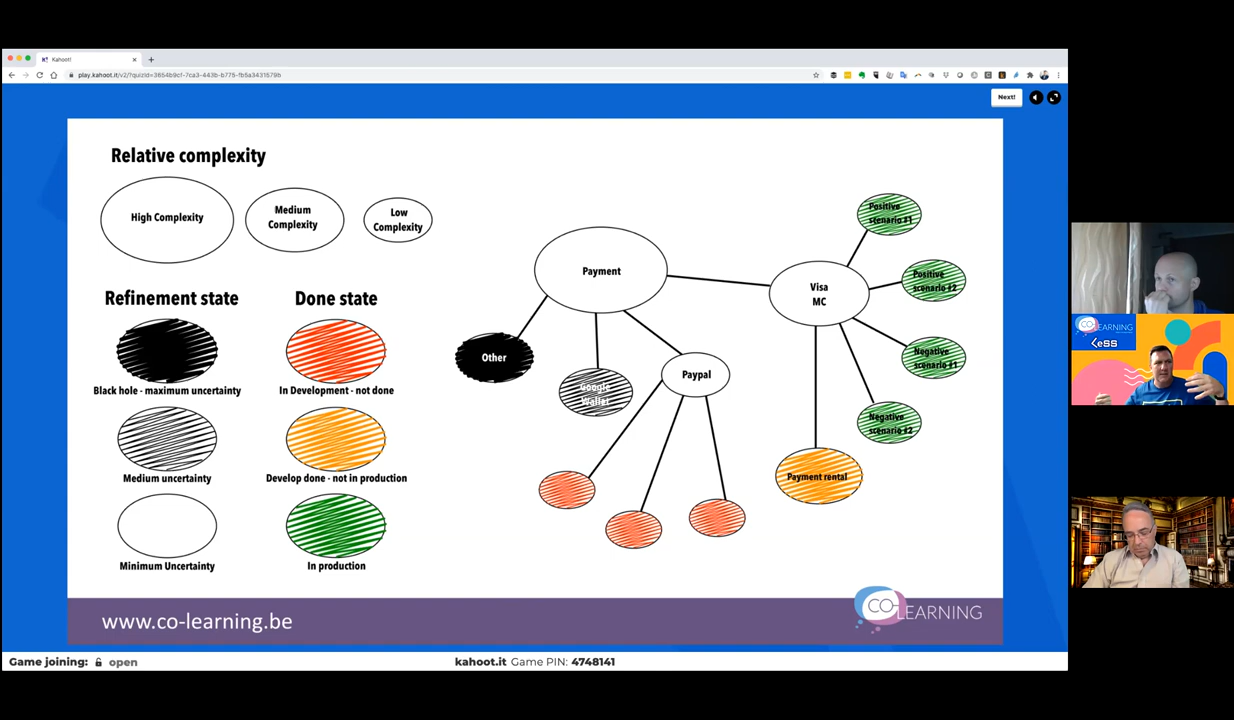 Kahoot!
play.kahoot.it/v2/?quizId=3654b9cf-7ca3-443b-b775-fb5a3431579b
Next!
Relative complexity
High Complexity
Medium
Complexity
Low
Complexity
Refinement state
Done state
Black hole - maximum uncertainty
In Development - not done
Medium uncertainty
Develop done - not in production
Minimum Uncertainty
In production
Payment
Other
Google
Wallet
Paypal
Visa
MC
Positive
scenario #1
Positive
scenario #2
Negative
scenario #1
Negative
scenario #2
Payment rental
www.co-learning.be
CO-LEARNING
Game joining: open
kahoot.it Game PIN: 4748141
CO-LEARNING
<ess